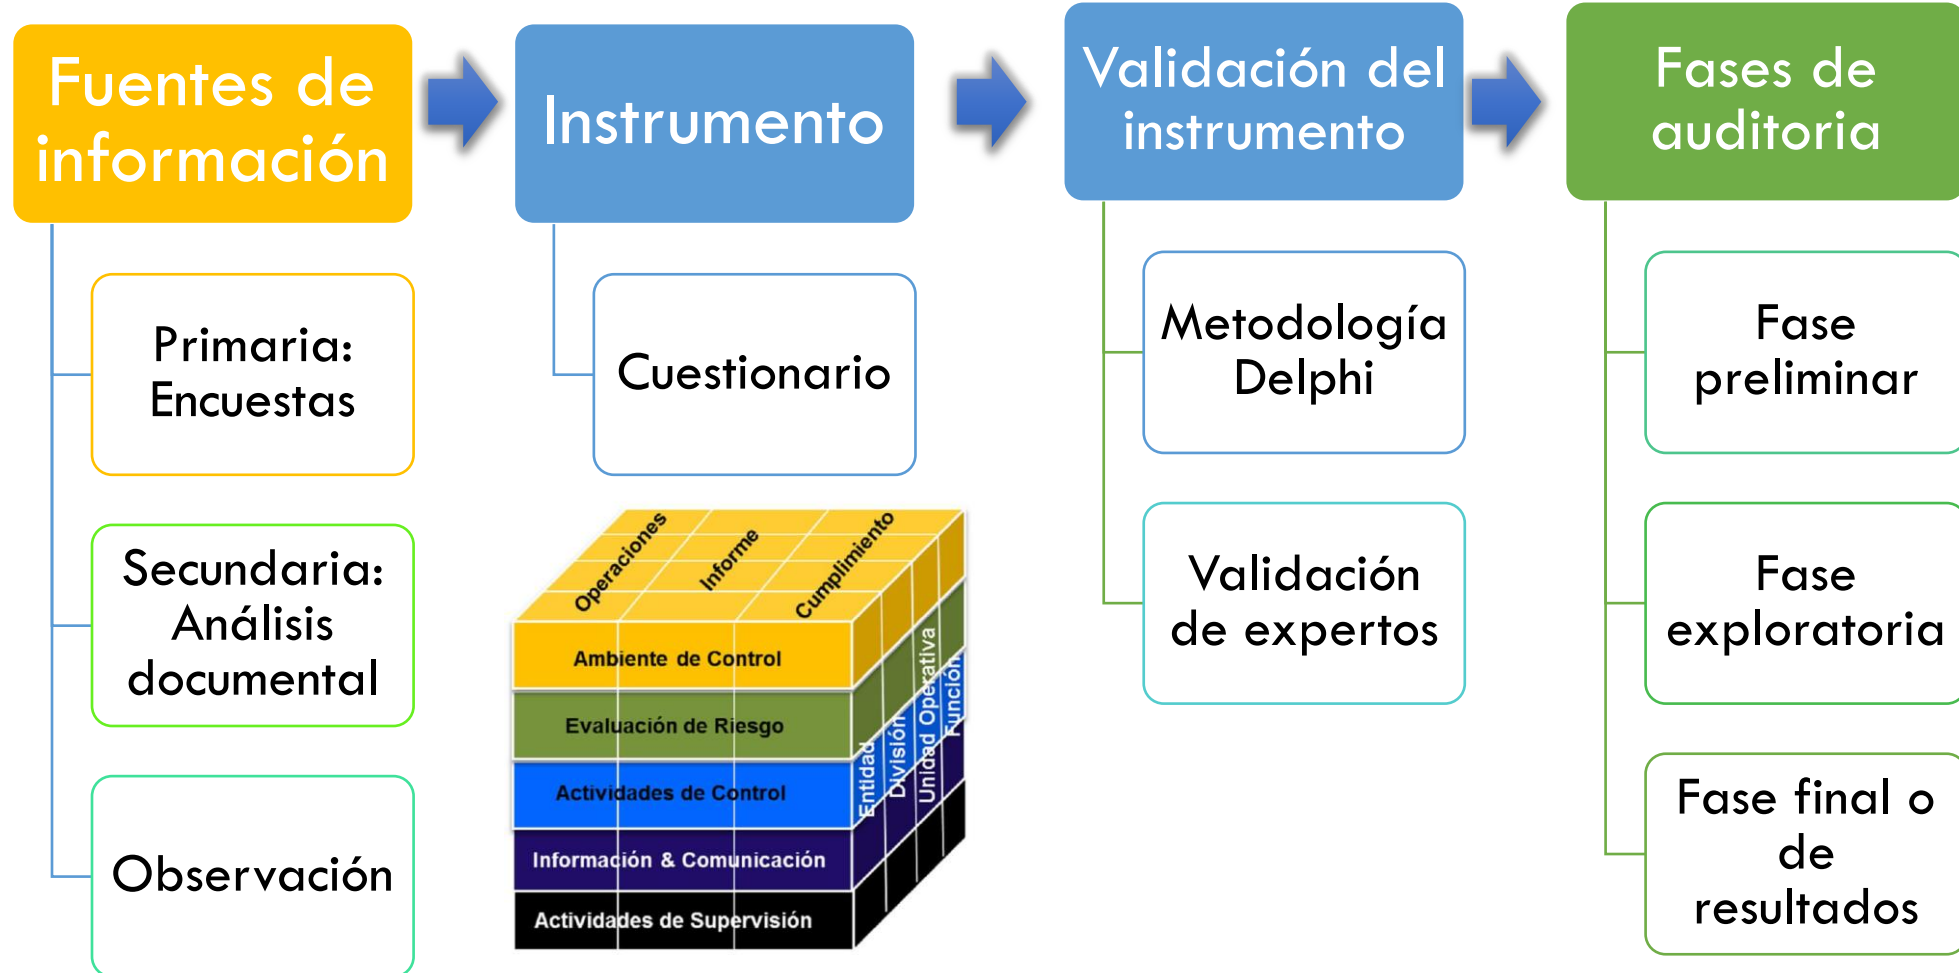 Fuentes de
información
Primaria:
Encuestas
Secundaria:
Análisis
documental
Observación
Instrumento
Cuestionario
Operaciones
Informe
Cumplimiento
Ambiente de Control
Evaluación de Riesgo
Actividades de Control
Información & Comunicación
Actividades de Supervisión
Entidad
División
Unidad Operativa
Función
Validación del
instrumento
Metodología
Delphi
Validación
de expertos
Fases de
auditoria
Fase
preliminar
Fase
exploratoria
Fase final o
de
resultados